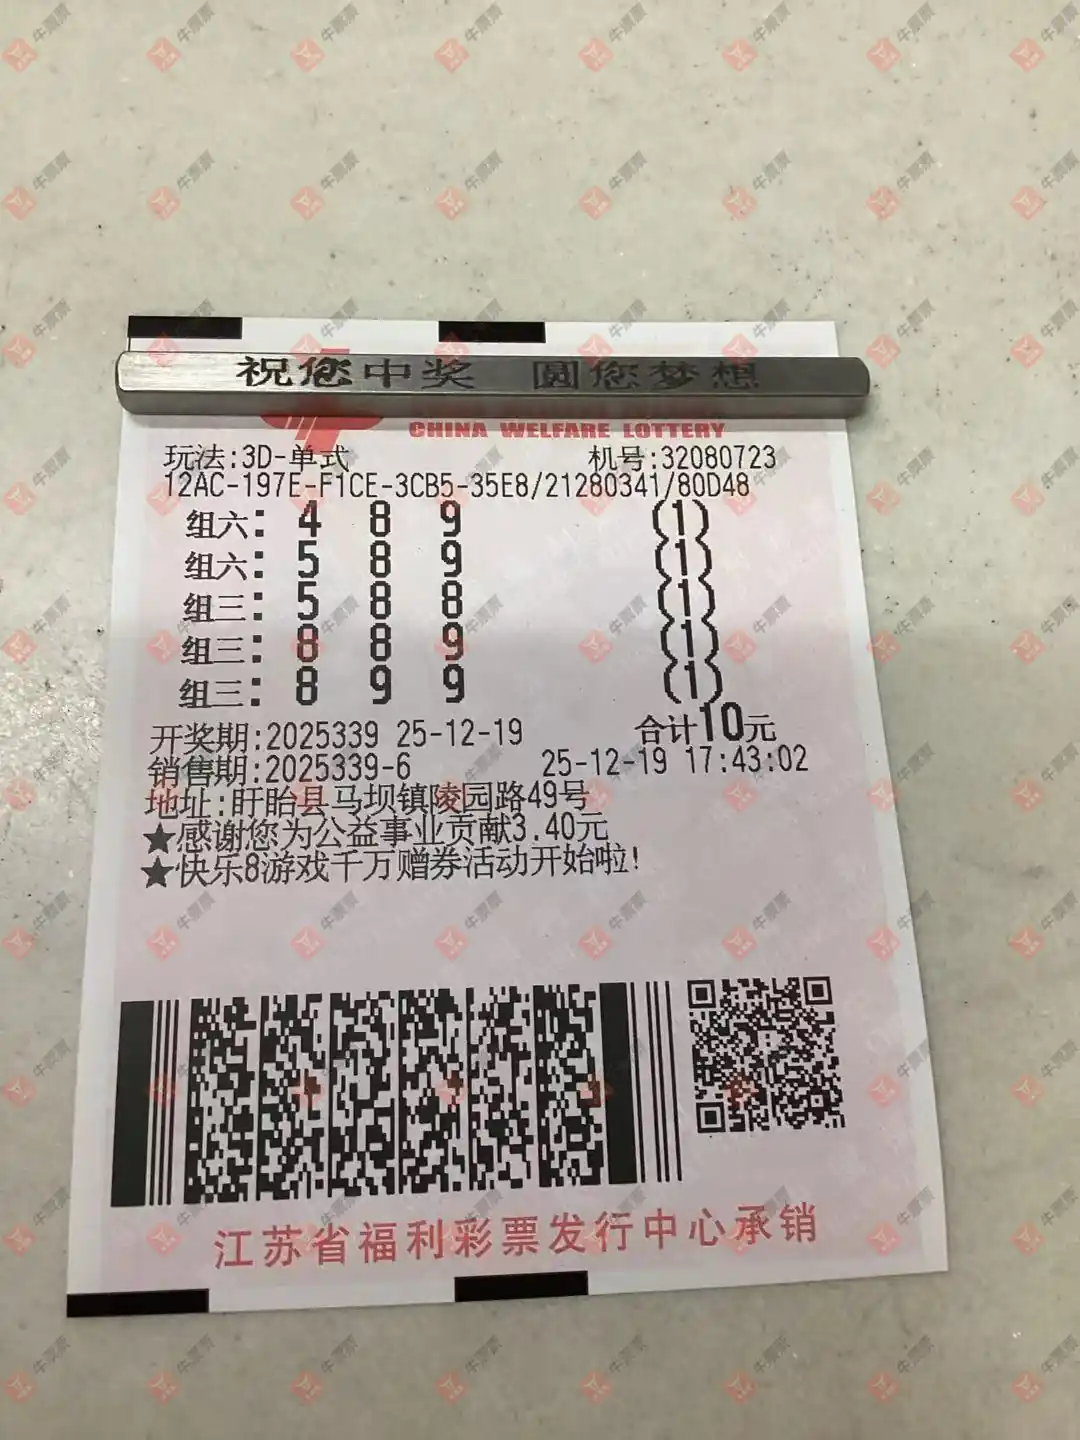 祝您中奖 圆您梦想
CHINA WELFARE LOTTERY
玩法:3D-单式 机号:32080723
12AC-197E-F1CE-3CB5-35E8/21280341/80D48
组六: 4 8 9 (1)
组六: 5 8 9 (1)
组三: 5 8 8 (1)
组三: 8 8 9 (1)
组三: 8 9 9 (1)
开奖期:2025339 25-12-19 合计10元
销售期:2025339-6 25-12-19 17:43:02
地址:盱眙县马坝镇陵园路49号
★感谢您为公益事业贡献3.40元
★快乐8游戏千万赠券活动开始啦!
江苏省福利彩票发行中心承销
牛票票